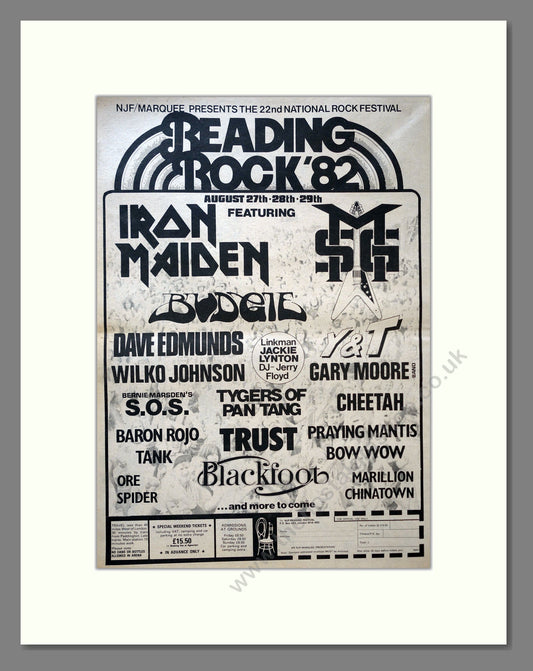 NJF/MARQUEE PRESENTS THE 22nd NATIONAL ROCK FESTIVAL
READING
ROCK '82
AUGUST 27th · 28th · 29th
FEATURING
IRON
MAIDEN
MSG
BUDGIE
DAVE EDMUNDS
Linkman
JACKIE
LYNTON
DJ- Jerry
Floyd
Y&T
WILKO JOHNSON
GARY MOORE BAND
BERNIE MARSDEN'S
S.O.S.
TYGERS OF
PAN TANG
CHEETAH
BARON ROJO
TRUST
PRAYING MANTIS
TANK
BOW WOW
ORE
SPIDER
Blackfoot
MARILLION
CHINATOWN
...and more to come
★ SPECIAL WEEKEND TICKETS ★
£15.50
★ IN ADVANCE ONLY ★
ADMISSIONS
AT GROUNDS
NO CANS OR BOTTLES
ALLOWED IN ARENA